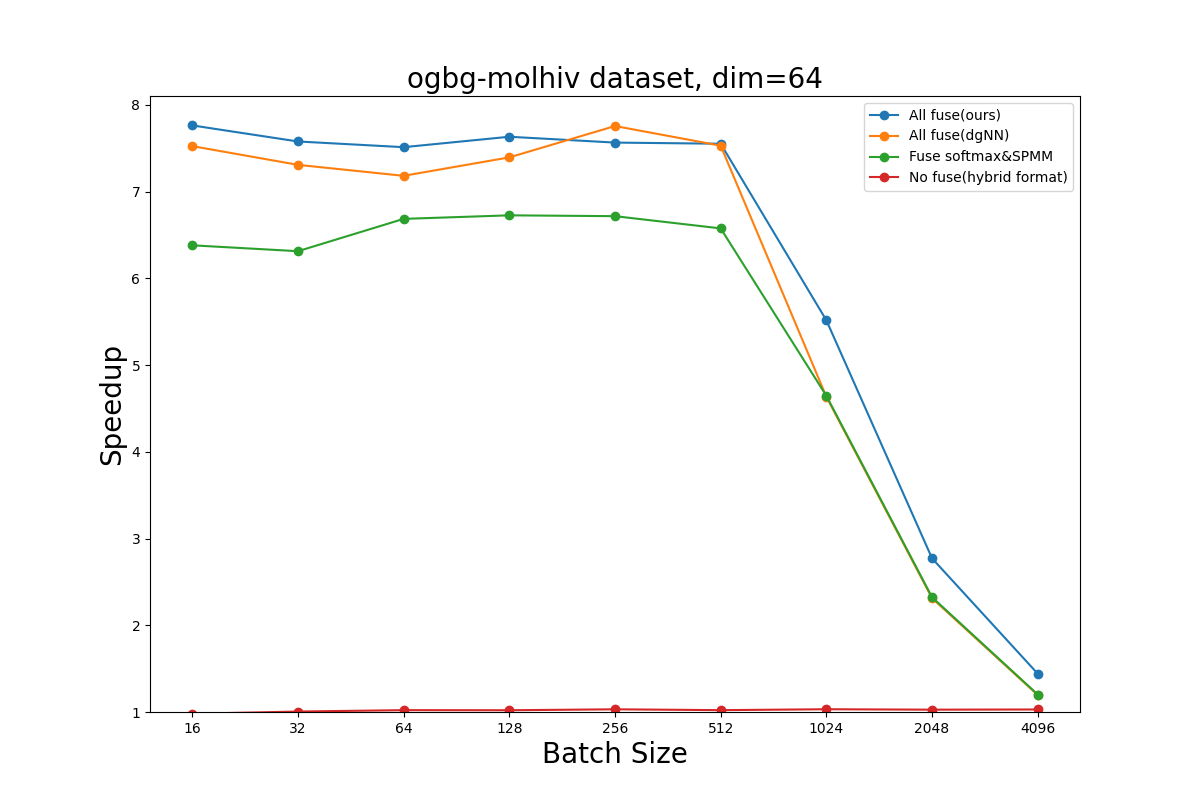 ogbg-molhiv dataset, dim=64
8
7
6
5
4
3
2
1
Speedup
All fuse(ours)
All fuse(dgNN)
Fuse softmax&SPMM
No fuse(hybrid format)
16 32 64 128 256 512 1024 2048 4096
Batch Size